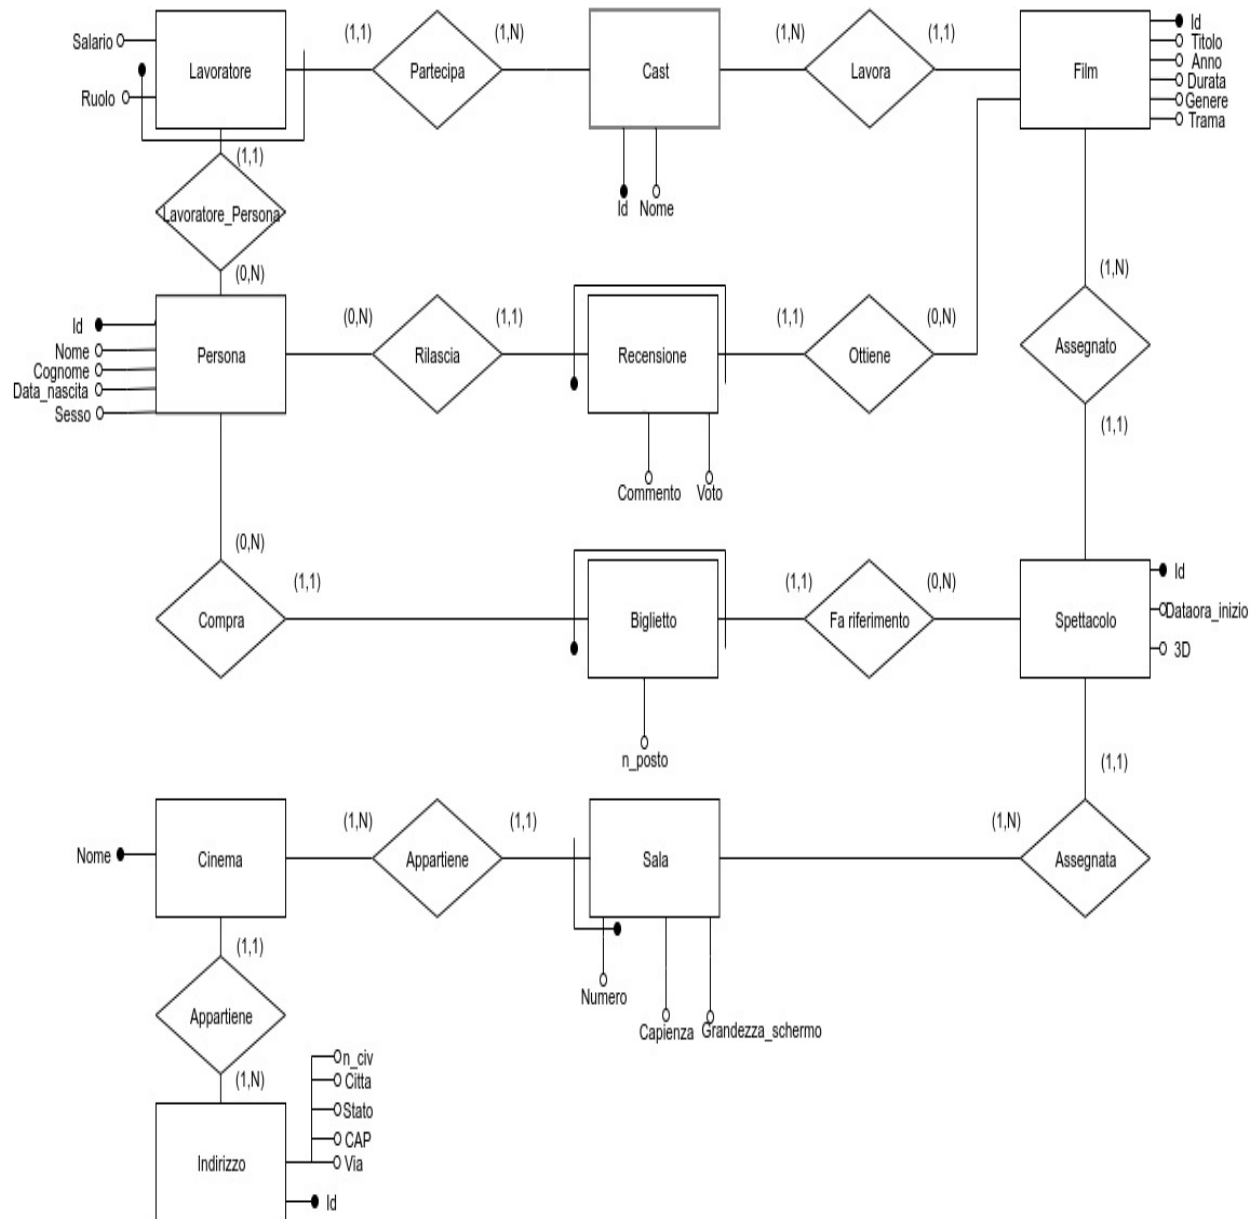 (1,1)
(1,N)
(1,N)
(1,1)
Id
Salario
Titolo
Anno
Lavoratore
Partecipa
Cast
Lavora
Film
Durata
Ruolo
Genere
Trama
(1,1)
Id
Nome
Lavoratore_Persona
(0,N)
(1,N)
(0,N)
(1,1)
(1,1)
(0,N)
Id
Nome
Persona
Rilascia
Recensione
Ottiene
Assegnato
Cognome
Data_nascita
Sesso
(1,1)
Commento
Voto
(0,N)
(1,1)
(1,1)
(0,N)
Id
Dataora_inizio
Compra
Biglietto
Fa riferimento
Spettacolo
3D
n_posto
(1,1)
(1,N)
(1,1)
(1,N)
Nome
Cinema
Appartiene
Sala
Assegnata
(1,1)
Numero
Appartiene
Capienza
Grandezza_schermo
n_civ
(1,N)
Citta
Stato
CAP
Indirizzo
Via
Id